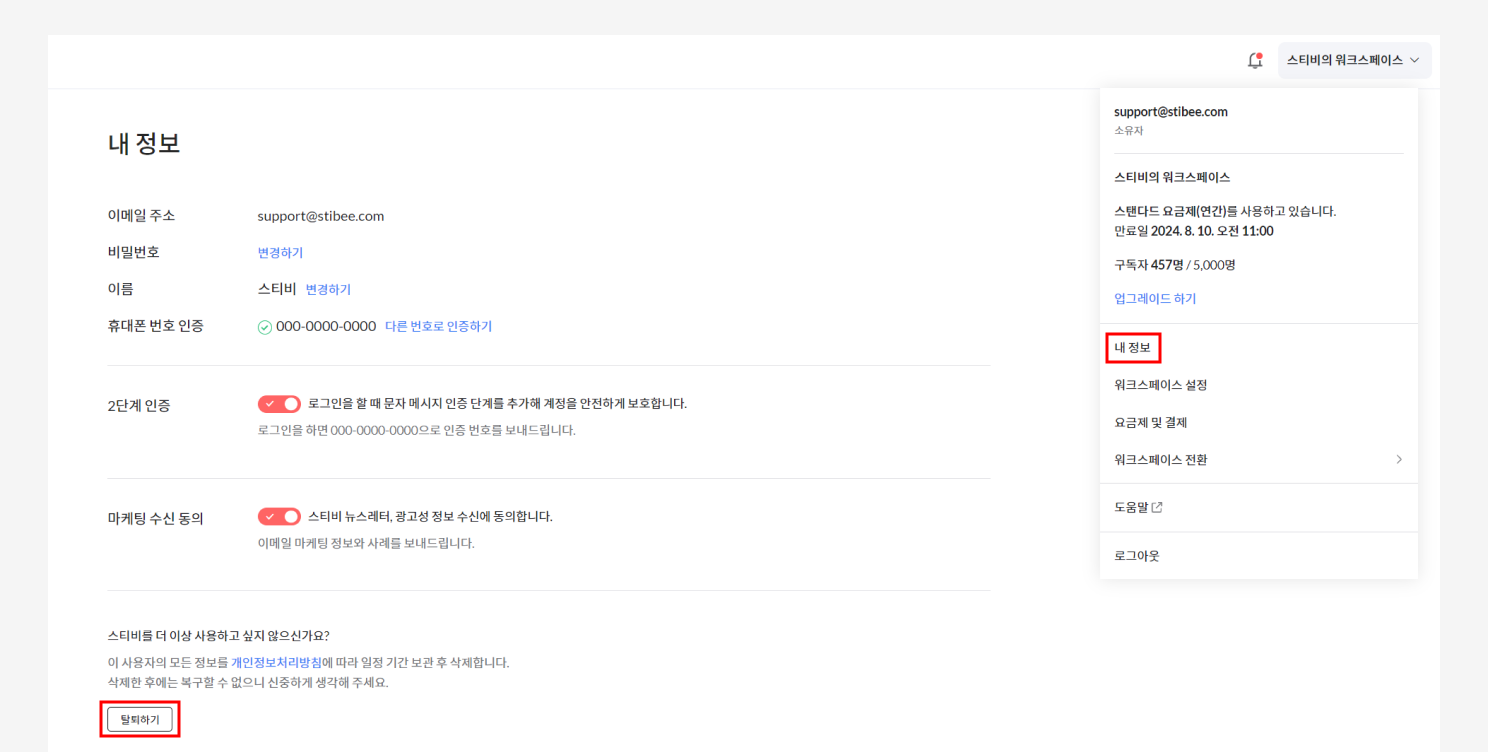 스티비의 워크스페이스
내 정보
이메일 주소 support@stibee.com
비밀번호 변경하기
이름 스티비 변경하기
휴대폰 번호 인증 000-0000-0000 다른 번호로 인증하기
2단계 인증 로그인을 할 때 문자 메시지 인증 단계를 추가해 계정을 안전하게 보호합니다.
로그인을 하면 000-0000-0000으로 인증 번호를 보내드립니다.
마케팅 수신 동의 스티비 뉴스레터, 광고성 정보 수신에 동의합니다.
이메일 마케팅 정보와 사례를 보내드립니다.
스티비를 더 이상 사용하고 싶지 않으신가요?
이 사용자의 모든 정보를 개인정보처리방침에 따라 일정 기간 보관 후 삭제합니다.
삭제한 후에는 복구할 수 없으니 신중하게 생각해 주세요.
탈퇴하기
support@stibee.com
소유자
스티비의 워크스페이스
스탠다드 요금제(연간)를 사용하고 있습니다.
만료일 2024. 8. 10. 오전 11:00
구독자 457명 / 5,000명
업그레이드 하기
내 정보
워크스페이스 설정
요금제 및 결제
워크스페이스 전환
도움말
로그아웃